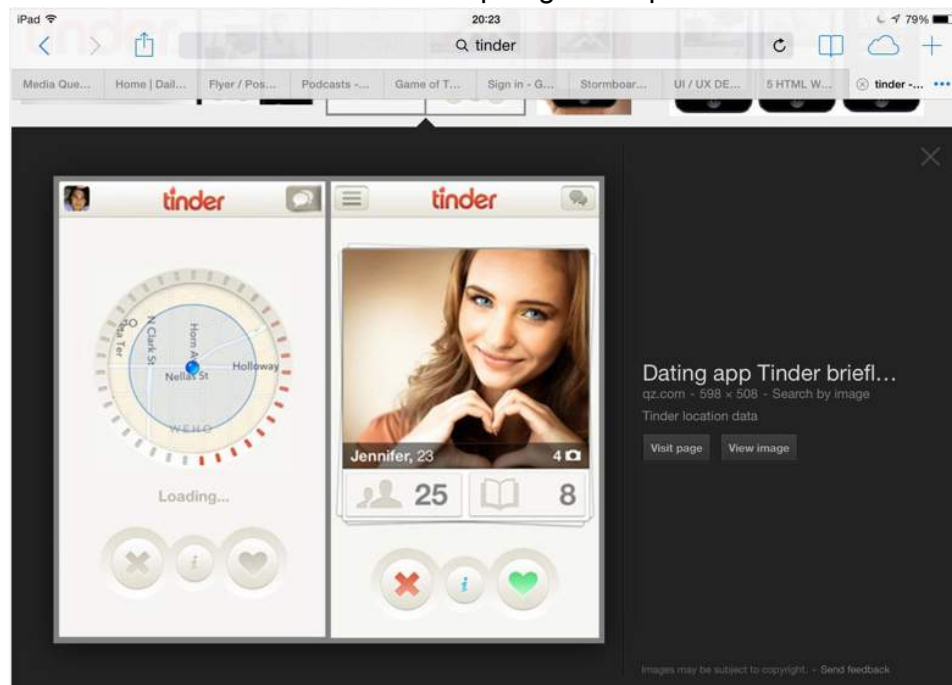 iPad
20:23
79%
tinder
Media Que...
Home | Dail...
Flyer / Pos...
Podcasts -...
Game of T...
Sign in - G...
Stormboar...
UI / UX DE...
5 HTML W...
tinder -...
tinder
N Clark St
Horn A
Holloway
Nellas St
ta Ter
WEHO
Loading...
i
tinder
Jennifer, 23
4
25
8
i
Dating app Tinder briefl...
qz.com - 598 × 508 - Search by image
Tinder location data
Visit page
View image
Images may be subject to copyright. - Send feedback